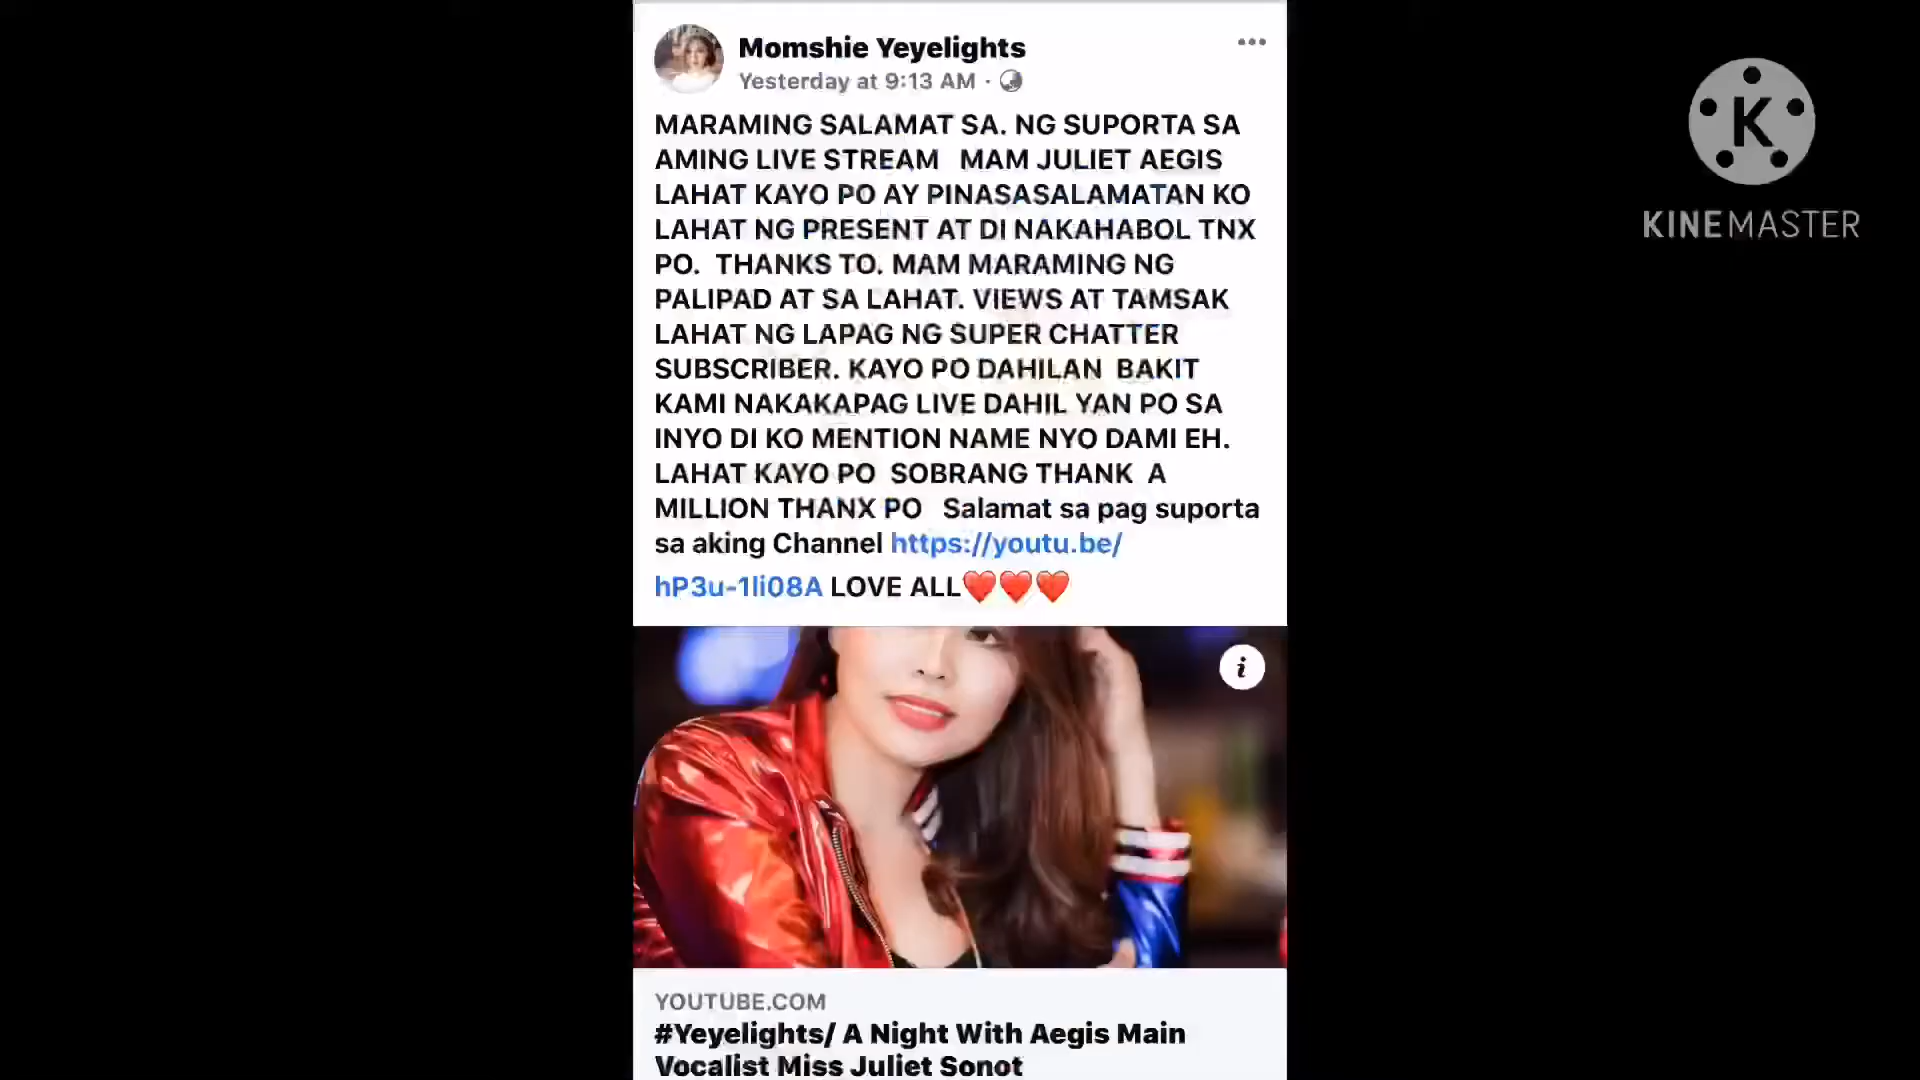 Momshie Yeyelights
Yesterday at 9:13 AM ·
MARAMING SALAMAT SA. NG SUPORTA SA
AMING LIVE STREAM MAM JULIET AEGIS
LAHAT KAYO PO AY PINASASALAMATAN KO
LAHAT NG PRESENT AT DI NAKAHABOL TNX
PO. THANKS TO. MAM MARAMING NG
PALIPAD AT SA LAHAT. VIEWS AT TAMSAK
LAHAT NG LAPAG NG SUPER CHATTER
SUBSCRIBER. KAYO PO DAHILAN BAKIT
KAMI NAKAKAPAG LIVE DAHIL YAN PO SA
INYO DI KO MENTION NAME NYO DAMI EH.
LAHAT KAYO PO SOBRANG THANK A
MILLION THANX PO Salamat sa pag suporta
sa aking Channel https://youtu.be/
hP3u-1li08A LOVE ALL❤️❤️❤️
YOUTUBE.COM
#Yeyelights/ A Night With Aegis Main
Vocalist Miss Juliet Sonot
K
KINEMASTER